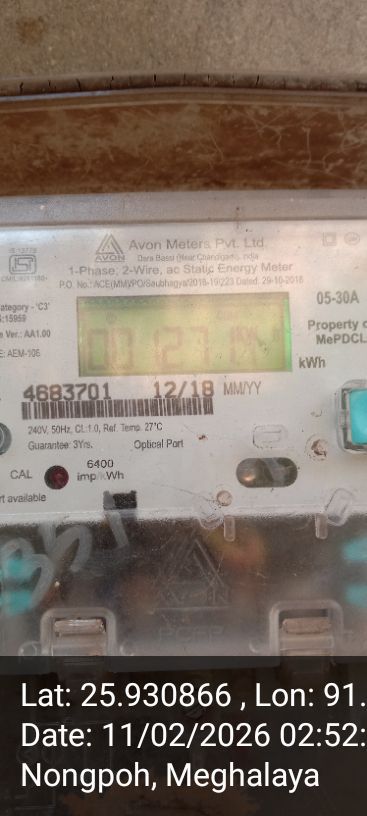 IS 13779
ISI
AVON
Avon Meters Pvt. Ltd.
Dera Bassi (Near Chandigarh), India
1-Phase, 2-Wire, ac Static Energy Meter
P.O. No.: ACE(MM)/PO/Saubhagya/2018-19/223 Dated: 29-10-2018
ategory - 'C3'
:15959
e Ver.: AA1.00
E: AEM-106
05-30A
Property o
MePDCL
kWh
4683701 12/18 MM/YY
240V, 50Hz, Cl.:1.0, Ref. Temp. 27°C
Guarantee: 3Yrs. Optical Port
CAL 6400
imp/kWh
rt available
AVON
Lat: 25.930866 , Lon: 91.
Date: 11/02/2026 02:52:
Nongpoh, Meghalaya